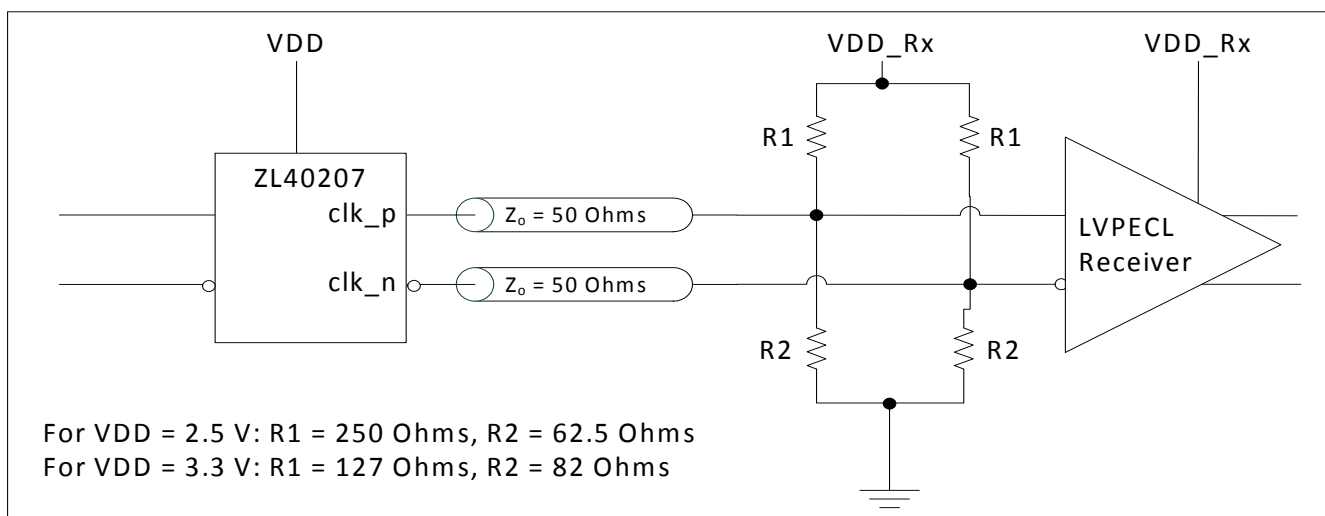 VDD
VDD_Rx
VDD_Rx
R1
R1
ZL40207
clk_p
Zo = 50 Ohms
LVPECL
Receiver
clk_n
Zo = 50 Ohms
R2
R2
For VDD = 2.5 V: R1 = 250 Ohms, R2 = 62.5 Ohms
For VDD = 3.3 V: R1 = 127 Ohms, R2 = 82 Ohms